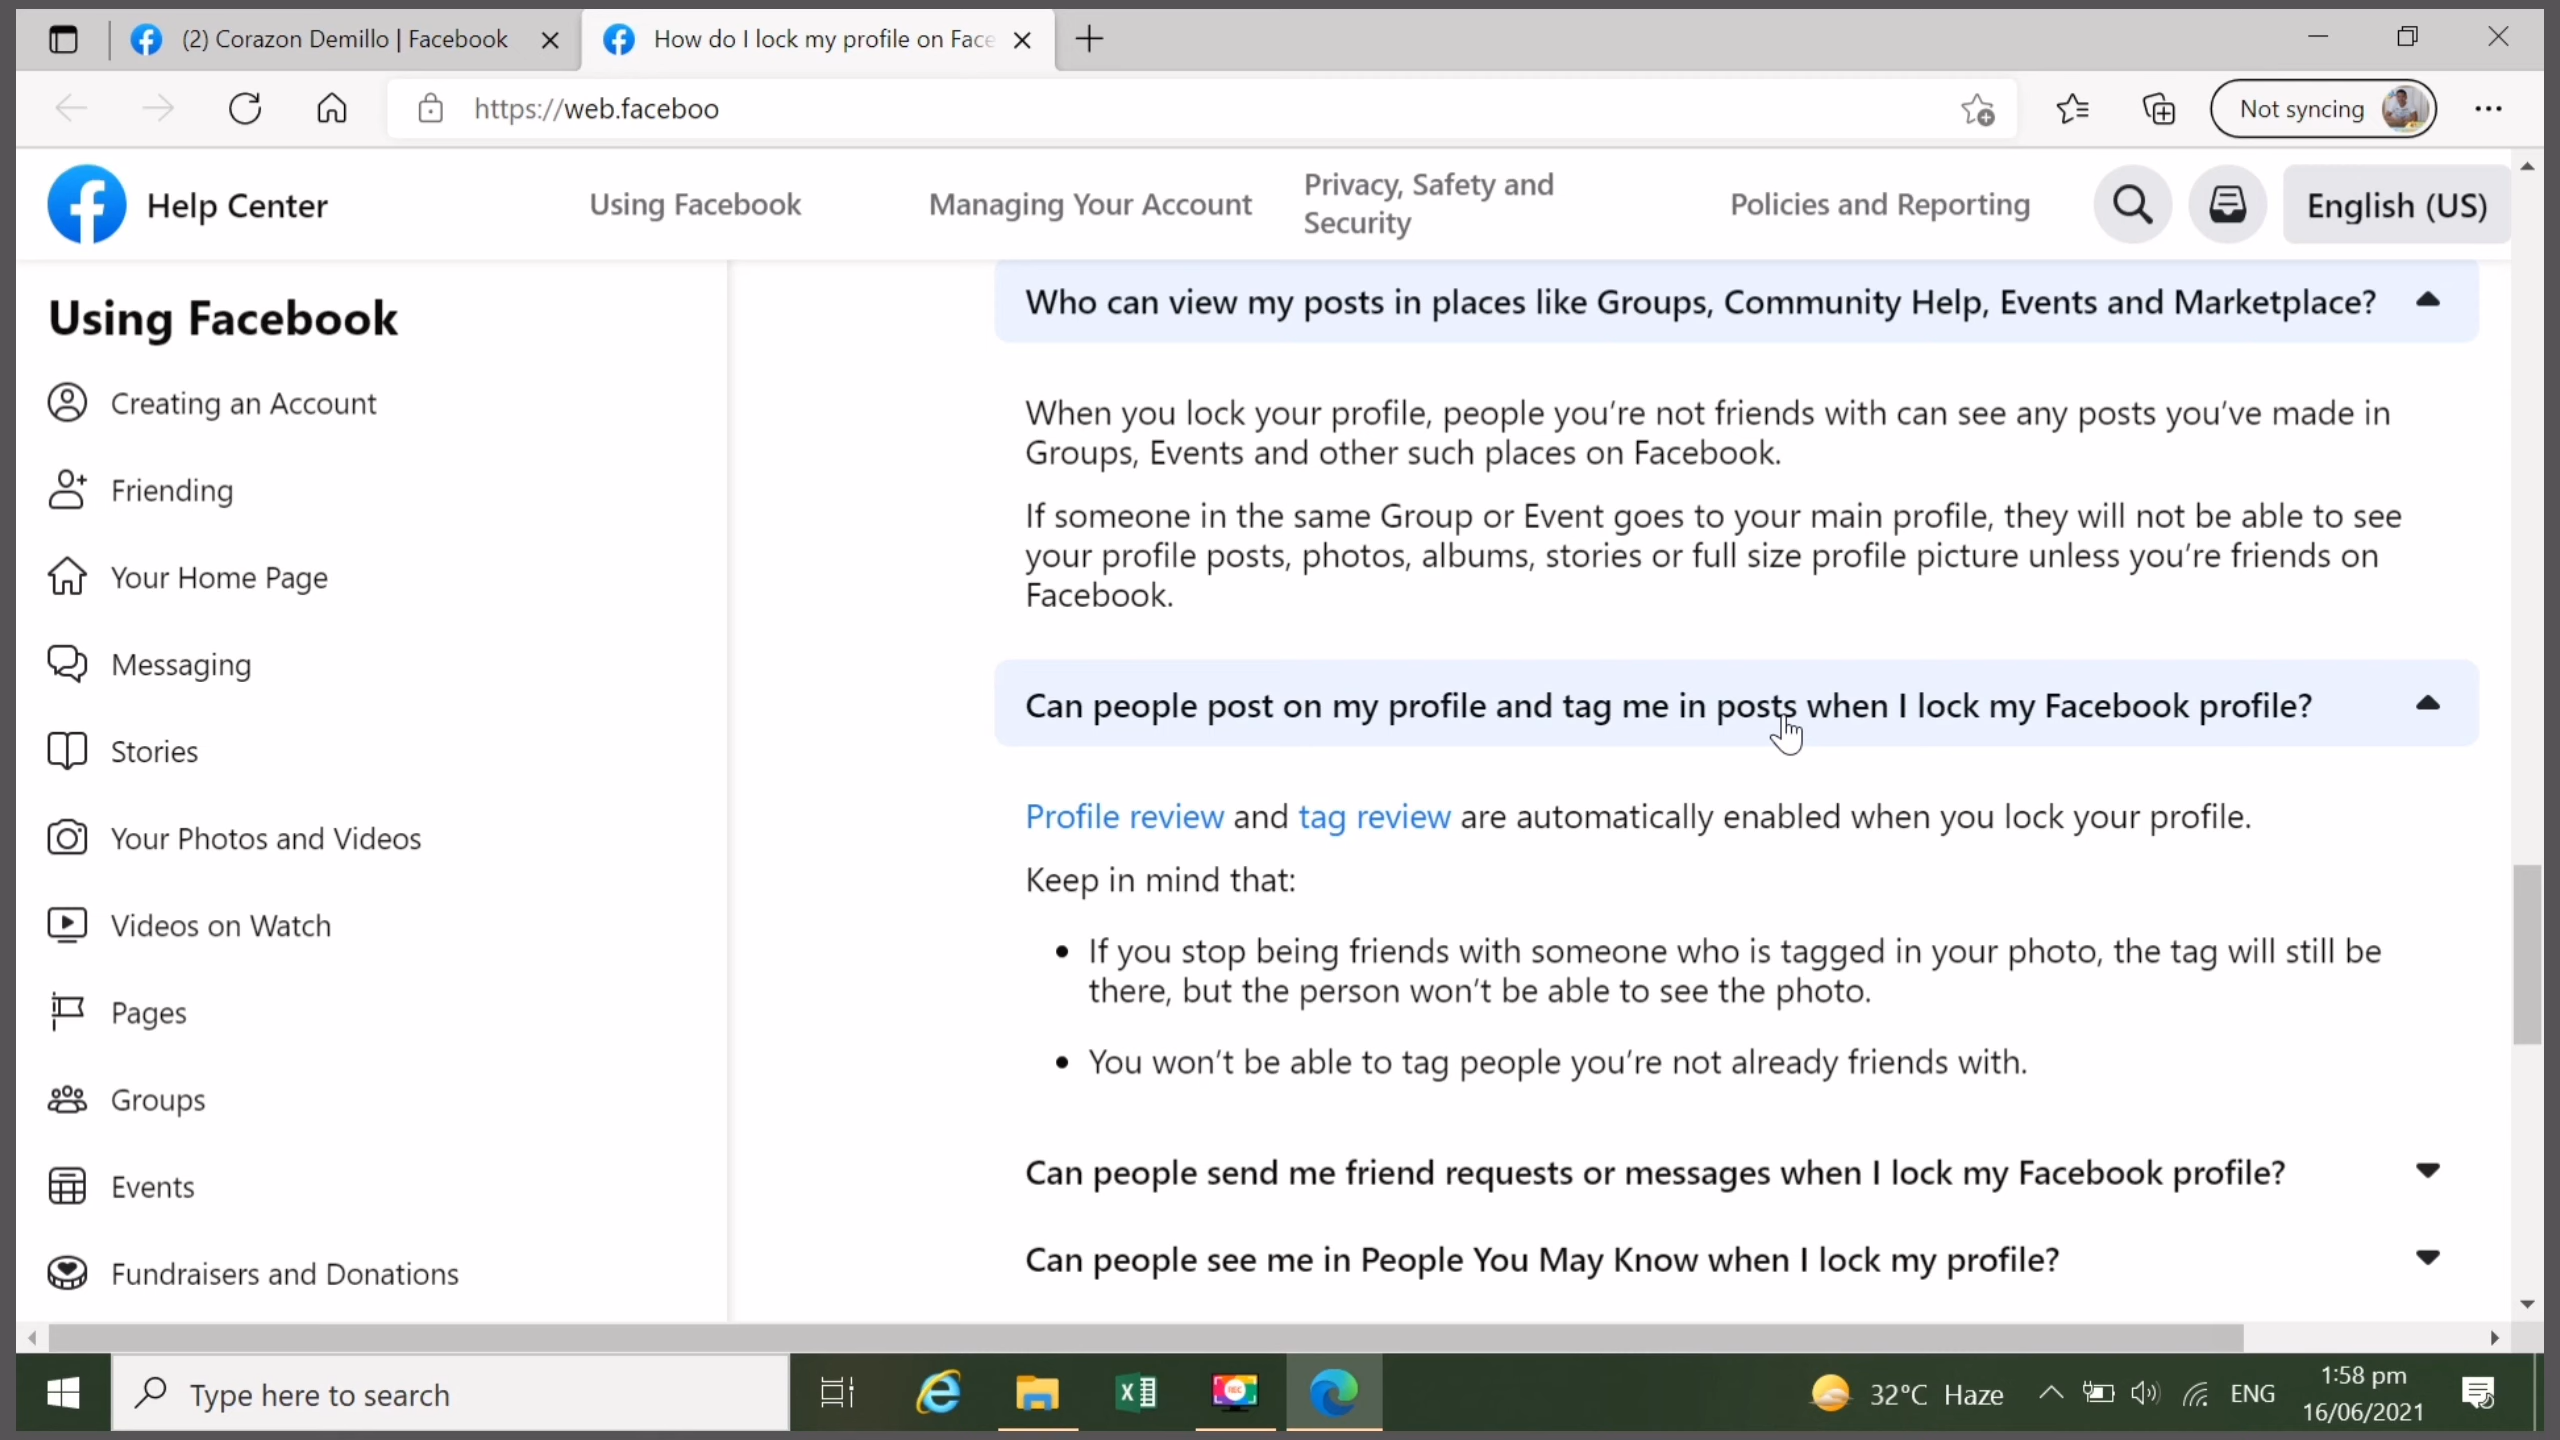 (2) Corazon Demillo | Facebook
How do I lock my profile on Face
https://web.faceboo
Not syncing
Help Center
Using Facebook
Managing Your Account
Privacy, Safety and
Security
Policies and Reporting
English (US)
Using Facebook
Creating an Account
Friending
Your Home Page
Messaging
Stories
Your Photos and Videos
Videos on Watch
Pages
Groups
Events
Fundraisers and Donations
Who can view my posts in places like Groups, Community Help, Events and Marketplace?
When you lock your profile, people you’re not friends with can see any posts you’ve made in
Groups, Events and other such places on Facebook.
If someone in the same Group or Event goes to your main profile, they will not be able to see
your profile posts, photos, albums, stories or full size profile picture unless you’re friends on
Facebook.
Can people post on my profile and tag me in posts when I lock my Facebook profile?
Profile review and tag review are automatically enabled when you lock your profile.
Keep in mind that:
• If you stop being friends with someone who is tagged in your photo, the tag will still be
there, but the person won’t be able to see the photo.
• You won’t be able to tag people you’re not already friends with.
Can people send me friend requests or messages when I lock my Facebook profile?
Can people see me in People You May Know when I lock my profile?
Type here to search
REC
32°C Haze
ENG
1:58 pm
16/06/2021